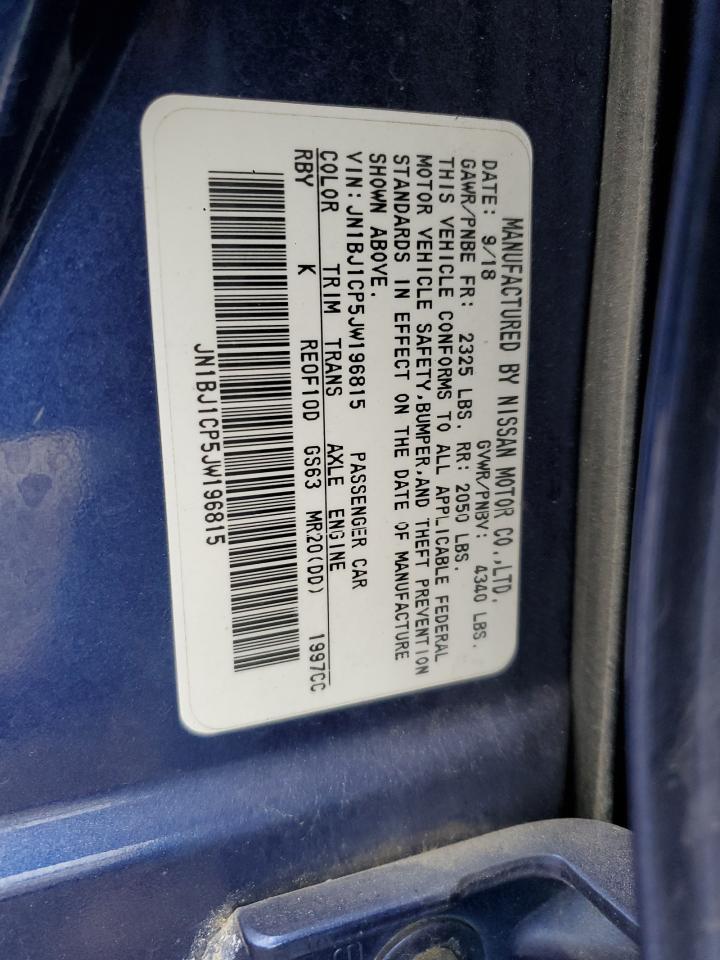 MANUFACTURED BY NISSAN MOTOR CO.,LTD.
DATE: 9/18 GVWR/PNBV: 4340 LBS.
GAWR/PNBE FR: 2325 LBS. RR: 2050 LBS.
THIS VEHICLE CONFORMS TO ALL APPLICABLE FEDERAL
MOTOR VEHICLE SAFETY,BUMPER,AND THEFT PREVENTION
STANDARDS IN EFFECT ON THE DATE OF MANUFACTURE
SHOWN ABOVE.
VIN:JN1BJ1CP5JW196815 PASSENGER CAR
COLOR TRIM TRANS AXLE ENGINE
RBY K RE0F10D GS63 MR20(DD) 1997CC
JN1BJ1CP5JW196815